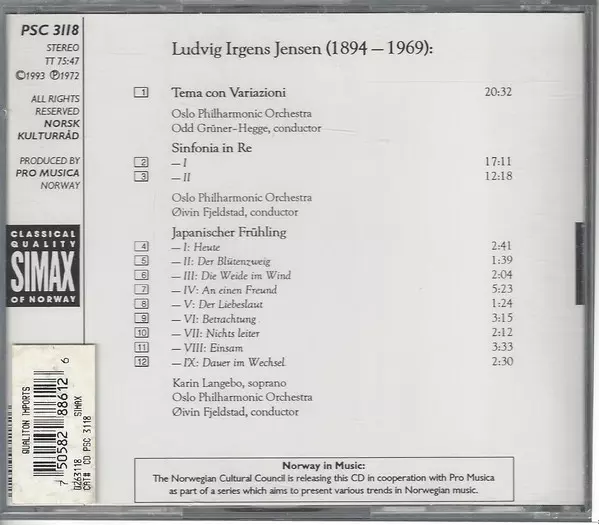 PSC 3118
STEREO
TT 75:47
©1993 ℗1972
ALL RIGHTS
RESERVED
NORSK
KULTURRÅD
PRODUCED BY
PRO MUSICA
NORWAY
CLASSICAL
QUALITY
SIMAX
OF NORWAY
QUALITON IMPORTS
7 50582 88612 6
0263118 SIMAX
CAT# CD PSC 3118
Ludvig Irgens Jensen (1894 – 1969):
1 Tema con Variazioni 20:32
Oslo Philharmonic Orchestra
Odd Grüner-Hegge, conductor
Sinfonia in Re
2 – I 17:11
3 – II 12:18
Oslo Philharmonic Orchestra
Øivin Fjeldstad, conductor
Japanischer Frühling
4 – I: Heute 2:41
5 – II: Der Blütenzweig 1:39
6 – III: Die Weide im Wind 2:04
7 – IV: An einen Freund 5:23
8 – V: Der Liebeslaut 1:24
9 – VI: Betrachtung 3:15
10 – VII: Nichts leiter 2:12
11 – VIII: Einsam 3:33
12 – IX: Dauer im Wechsel 2:30
Karin Langebo, soprano
Oslo Philharmonic Orchestra
Øivin Fjeldstad, conductor
Norway in Music:
The Norwegian Cultural Council is releasing this CD in cooperation with Pro Musica
as part of a series which aims to present various trends in Norwegian music.